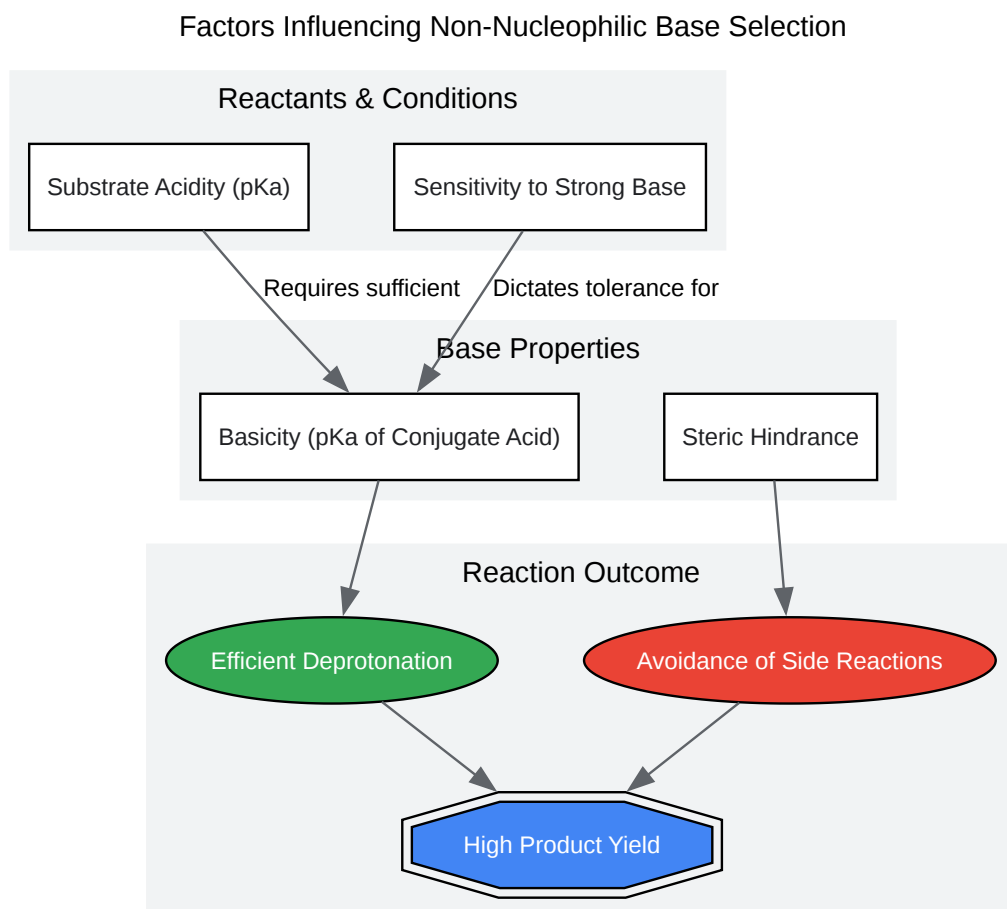 Factors Influencing Non-Nucleophilic Base Selection
Reactants & Conditions
Substrate Acidity (pKa)
Sensitivity to Strong Base
Requires sufficient
Dictates tolerance for
Base Properties
Basicity (pKa of Conjugate Acid)
Steric Hindrance
Reaction Outcome
Efficient Deprotonation
Avoidance of Side Reactions
High Product Yield